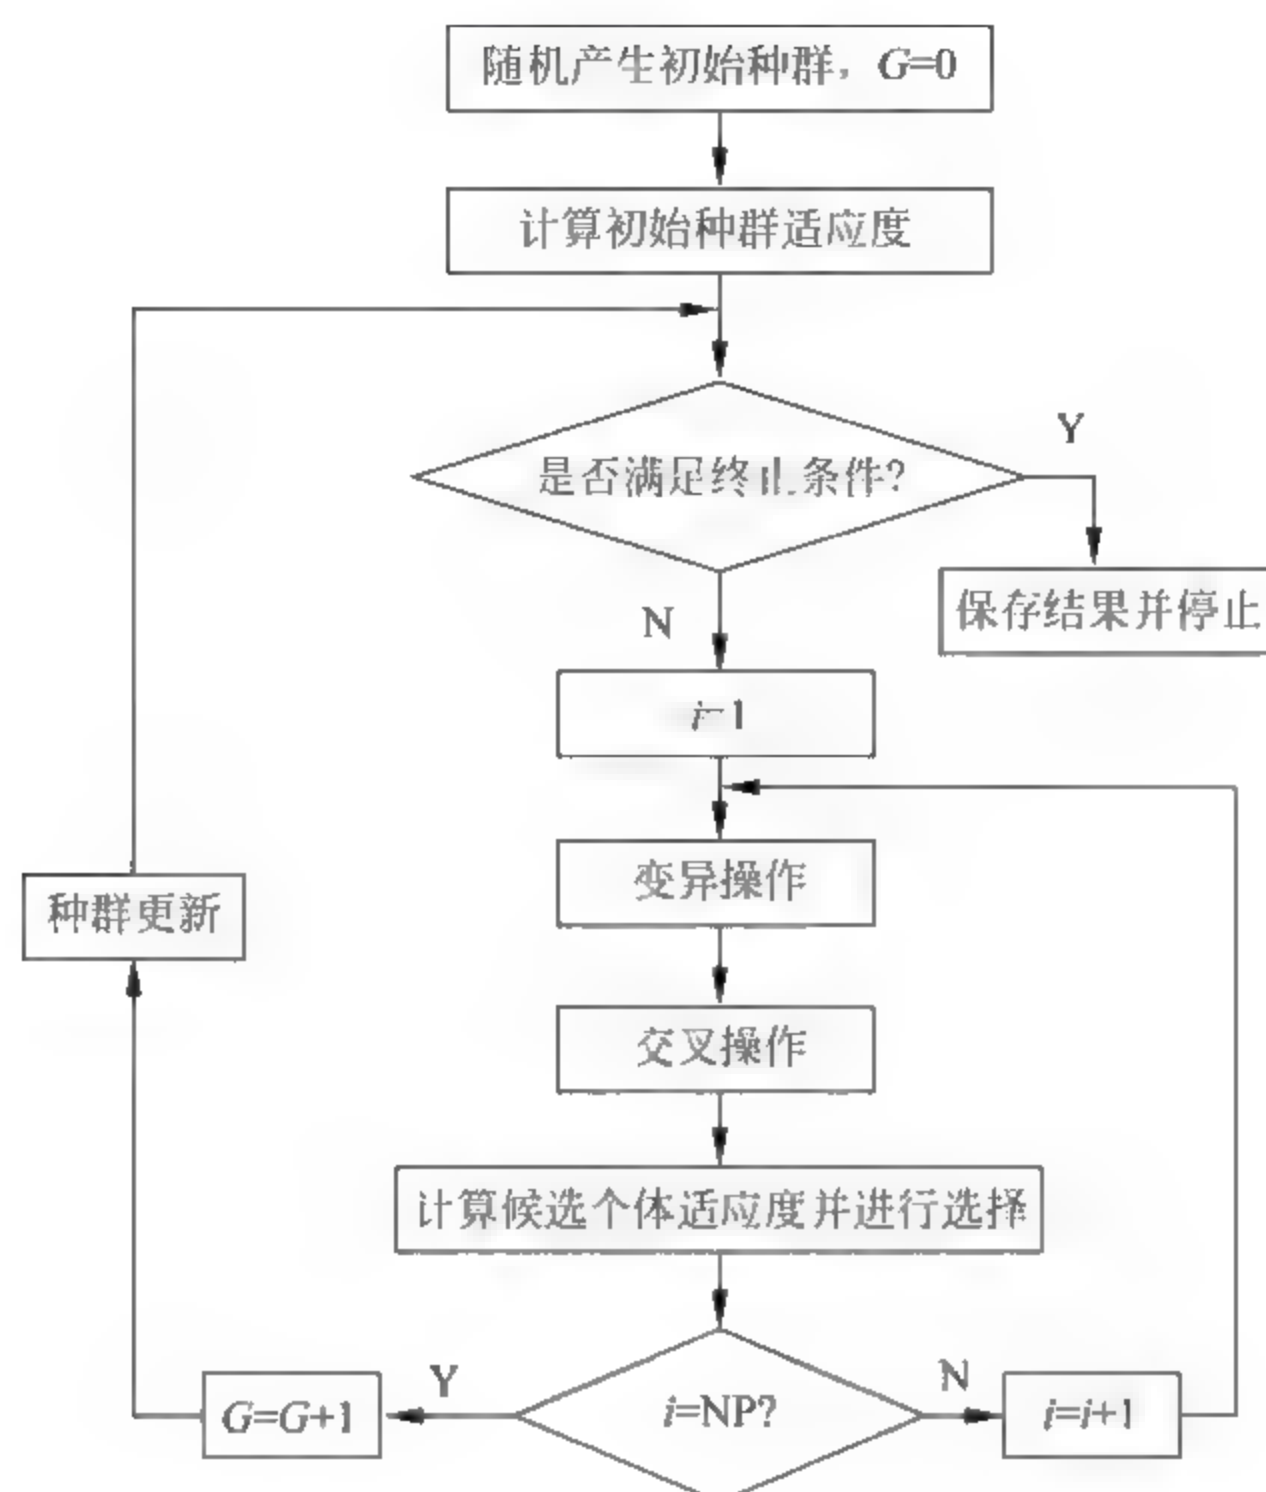 随机产生初始种群，G=0
计算初始种群适应度
是否满足终止条件?
Y
保存结果并停止
N
i=1
变异操作
种群更新
交叉操作
计算候选个体适应度并进行选择
Y
N
G=G+1
i=NP?
i=i+1